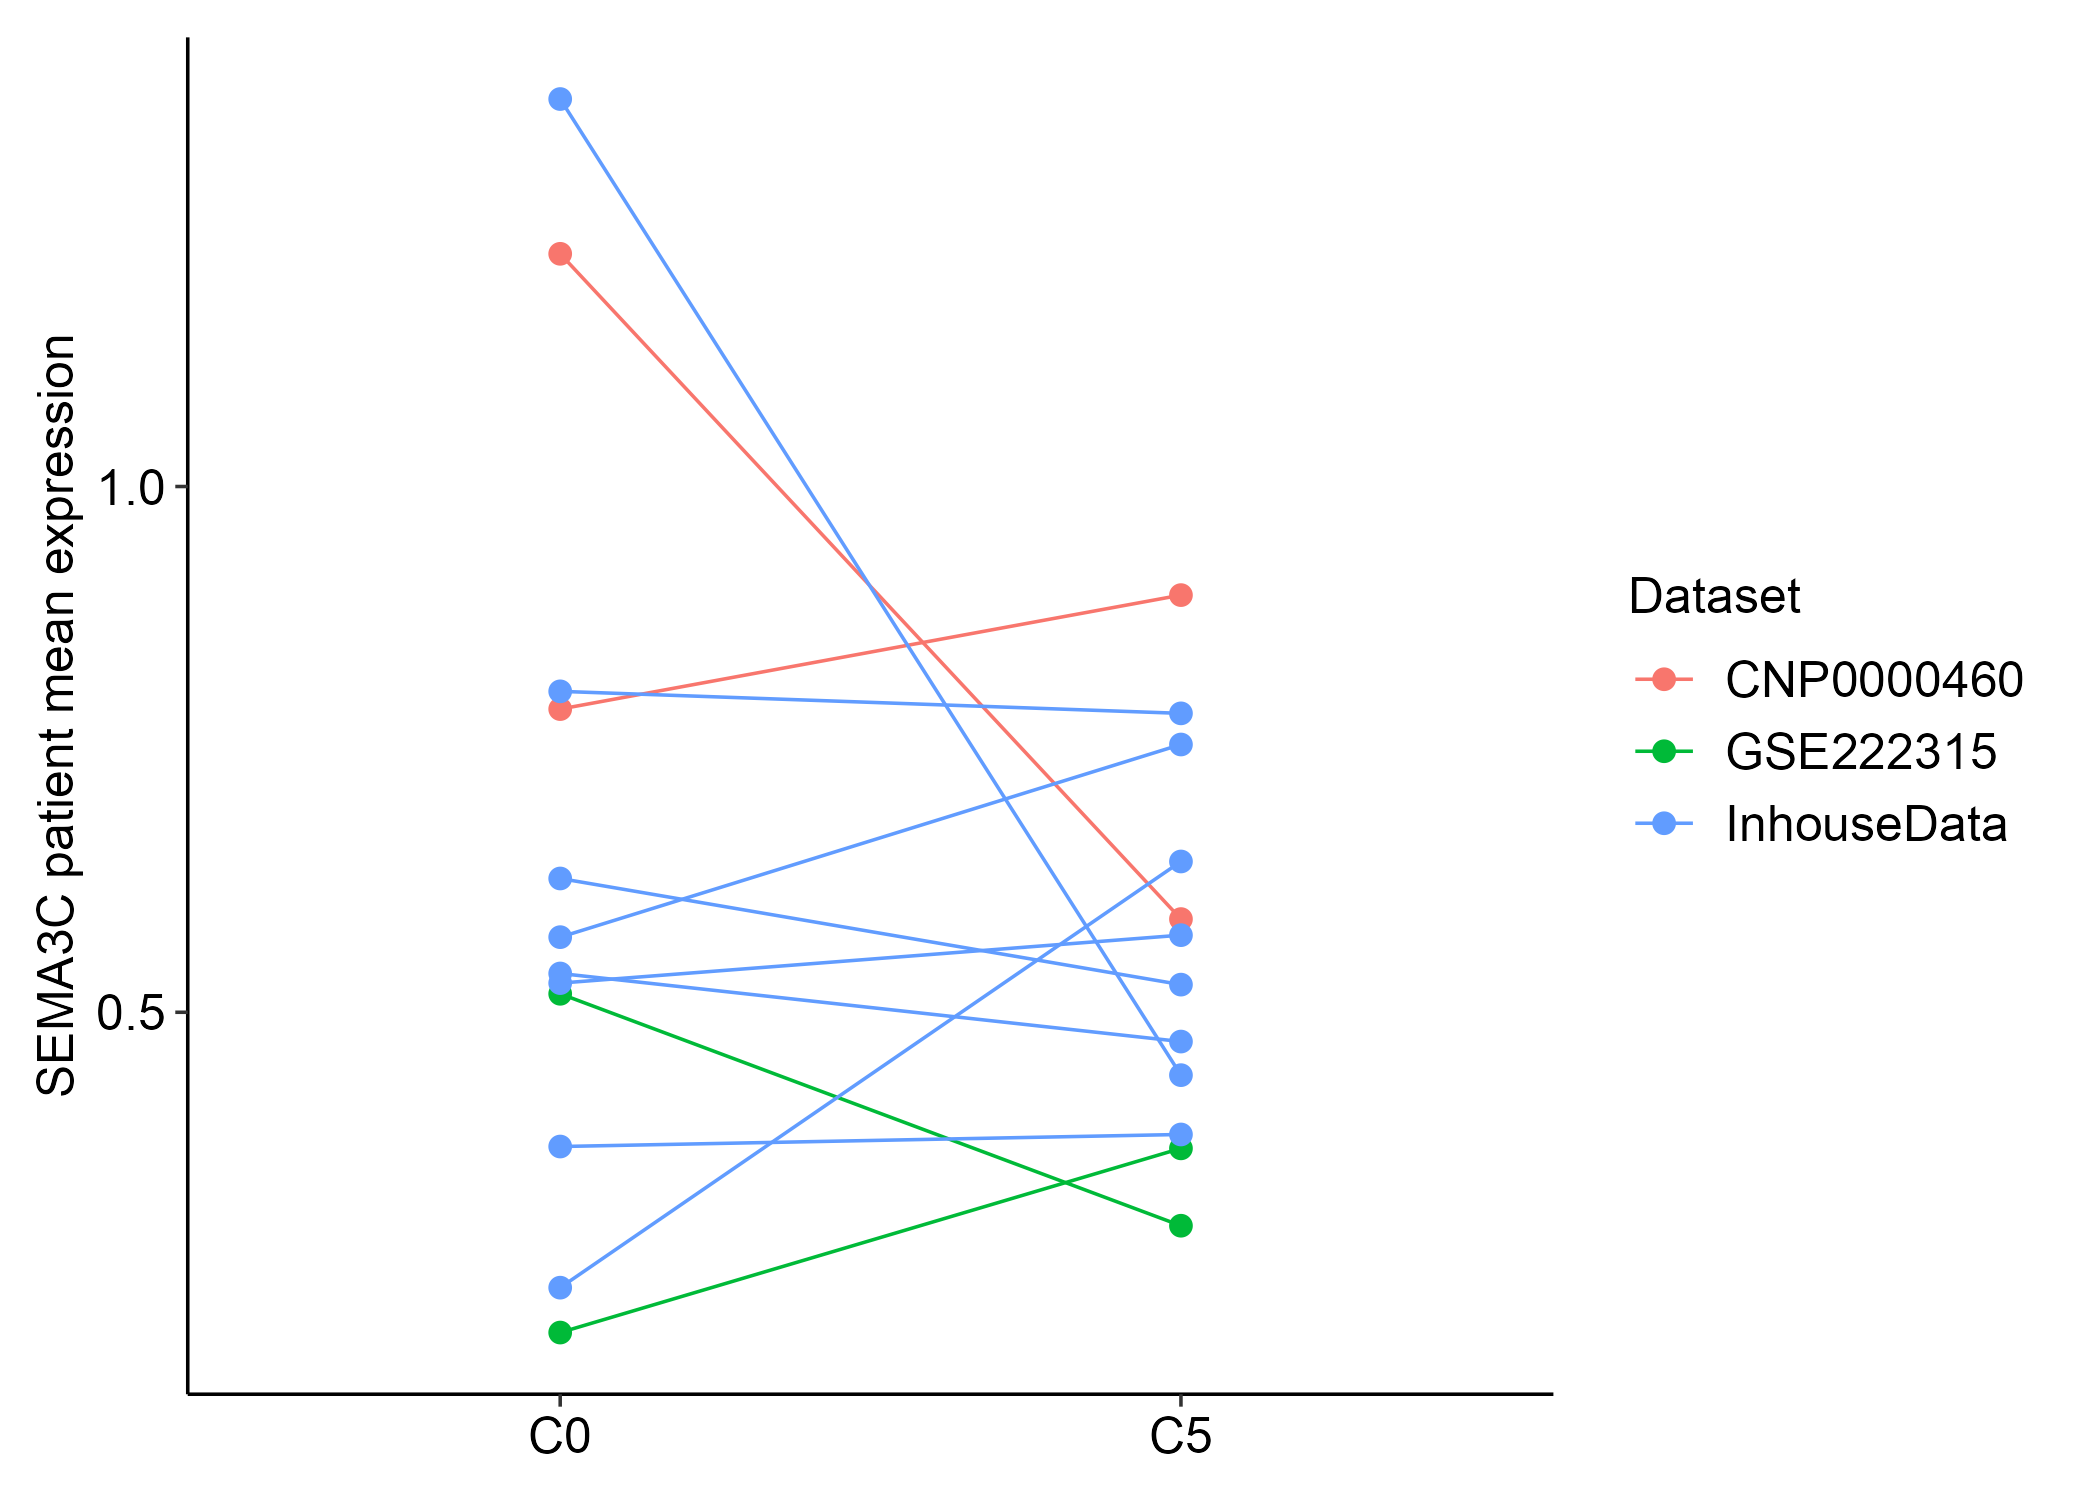 SEMA3C patient mean expression
1.0
0.5
C0
C5
Dataset
CNP0000460
GSE222315
InhouseData